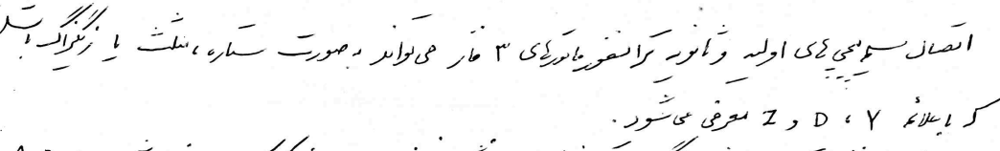 اتصال سیم پیچی های اولیه و ثانویه ترانسفورماتورهای ۳ فاز می تواند به صورت ستاره، مثلث یا زیگزاگ باشد
که با علائم Y ، D و Z معرفی می شود.